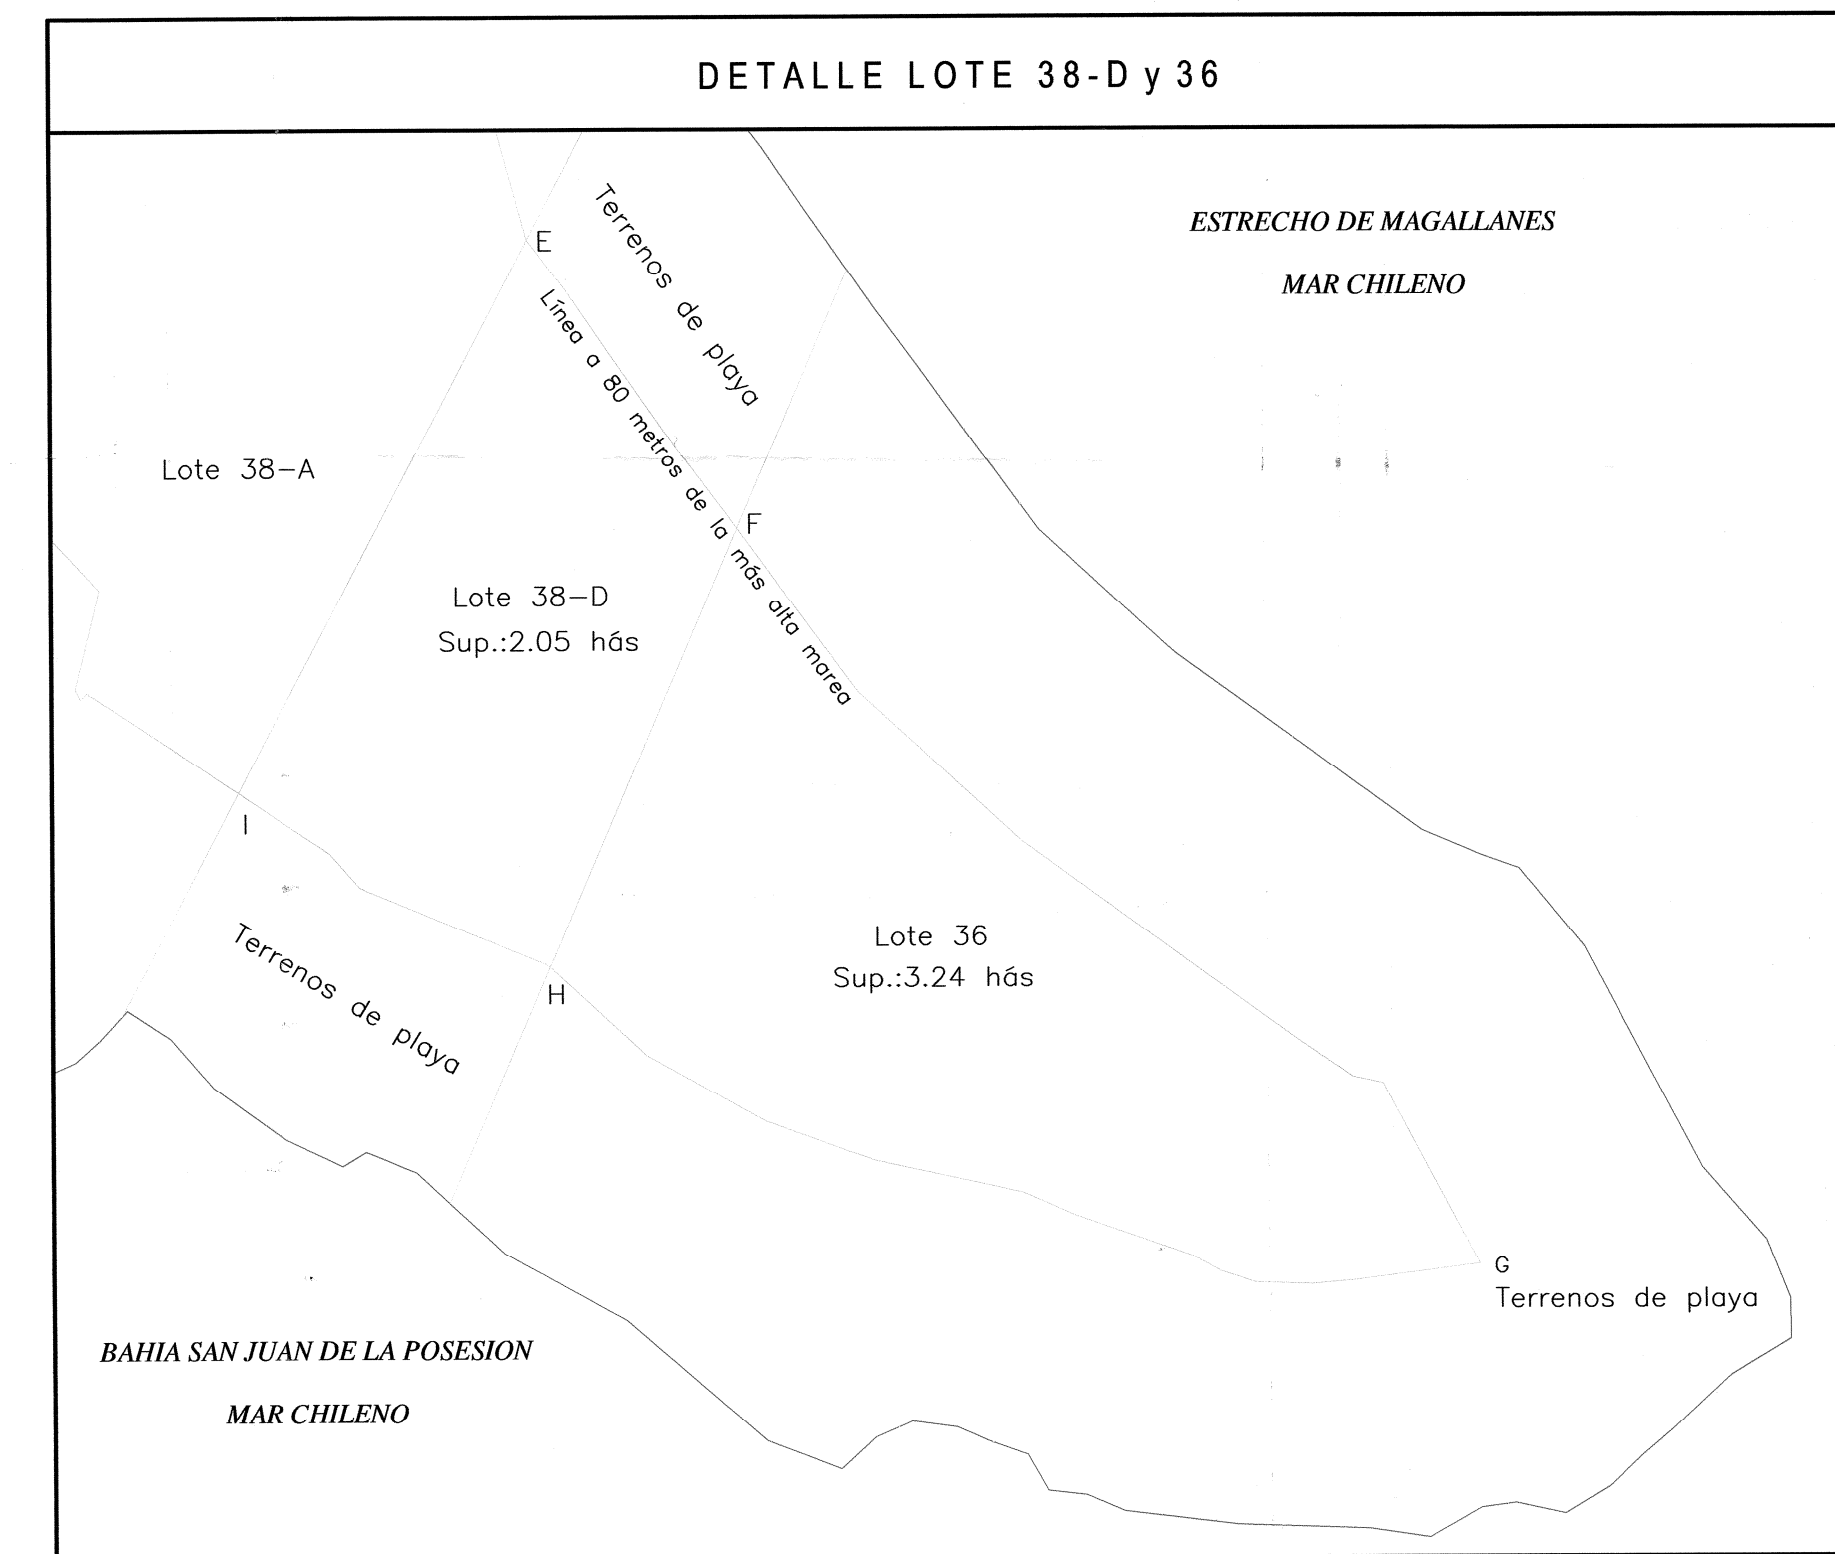 DETALLE LOTE 38-D y 36
Terrenos de playa
ESTRECHO DE MAGALLANES
MAR CHILENO
E
Línea a 80 metros de la más alta marea
Lote 38-A
F
Lote 38-D
Sup.:2.05 hás
I
Lote 36
Sup.:3.24 hás
Terrenos de playa
H
G
Terrenos de playa
BAHIA SAN JUAN DE LA POSESION
MAR CHILENO